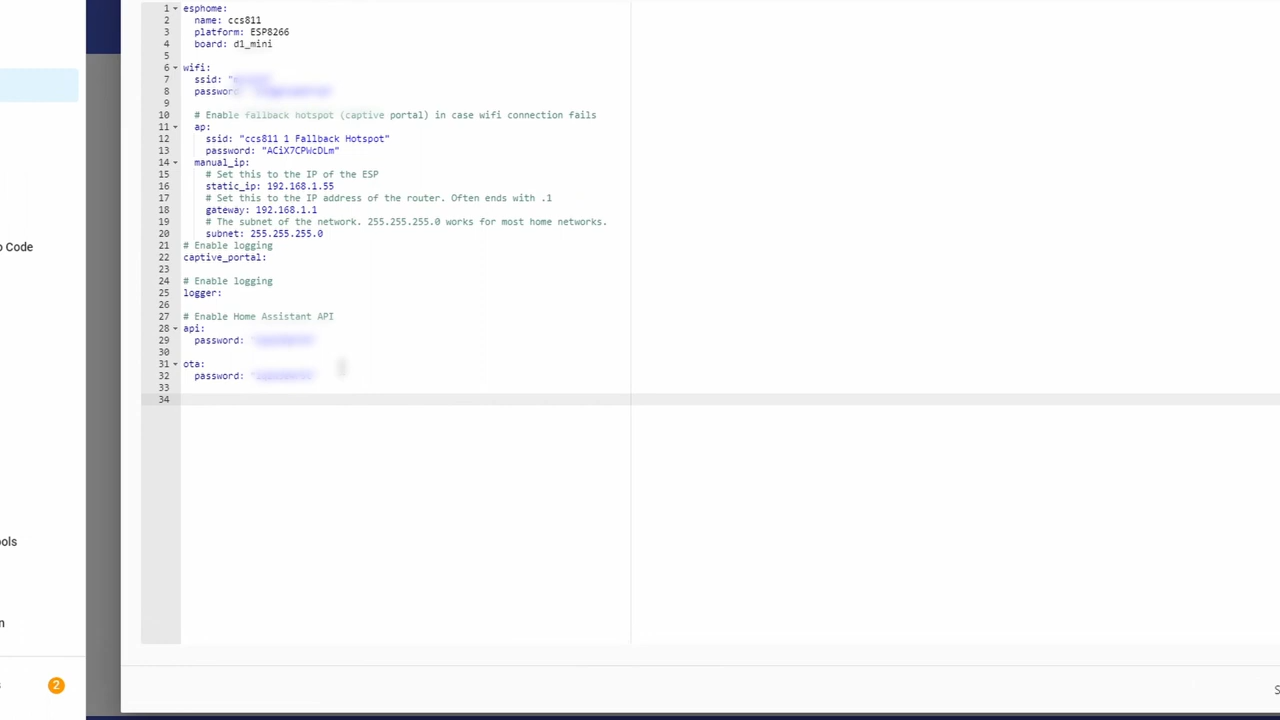 1 esphome:
2 name: ccs811
3 platform: ESP8266
4 board: d1_mini
5
6 wifi:
7 ssid: "
8 password
9
10 # Enable fallback hotspot (captive portal) in case wifi connection fails
11 ap:
12 ssid: "ccs811 1 Fallback Hotspot"
13 password: "ACiX7CPWcDLm"
14 manual_ip:
15 # Set this to the IP of the ESP
16 static_ip: 192.168.1.55
17 # Set this to the IP address of the router. Often ends with .1
18 gateway: 192.168.1.1
19 # The subnet of the network. 255.255.255.0 works for most home networks.
20 subnet: 255.255.255.0
21 # Enable logging
22 captive_portal:
23
24 # Enable logging
25 logger:
26
27 # Enable Home Assistant API
28 api:
29 password:
30
31 ota:
32 password:
33
34
o Code
ools
n
2
S